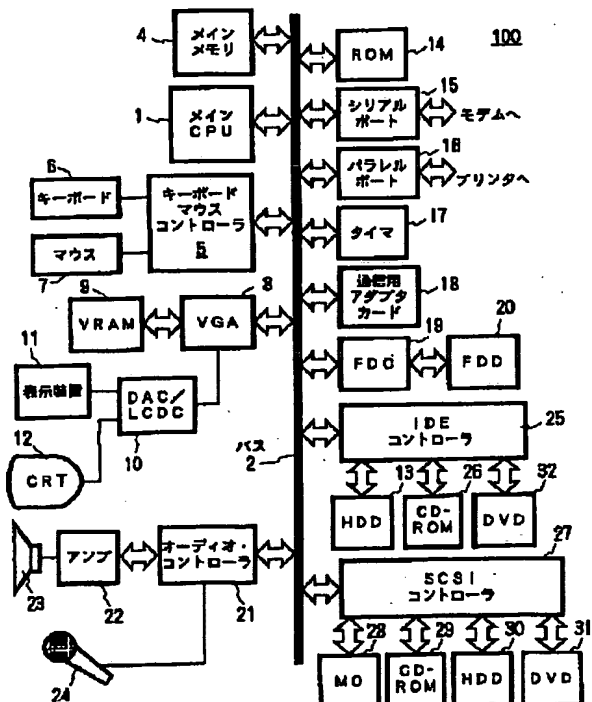 4
メイン
メモリ
14
ROM
100
1
メイン
CPU
15
シリアル
ポート
モデムへ
16
パラレル
ポート
プリンタへ
6
キーボード
キーボード
マウス
コントローラ
5
マウス
7
17
タイマ
18
通信用
アダプタ
カード
9
VRAM
8
VGA
19
FDC
20
FDD
11
表示装置
DAC/
LCDC
10
12
CRT
バス
2
25
IDE
コントローラ
13
HDD
26
CD-
ROM
32
DVD
23
アンプ
22
オーディオ・
コントローラ
21
24
27
SCSI
コントローラ
28
MO
29
CD-
ROM
30
HDD
31
DVD